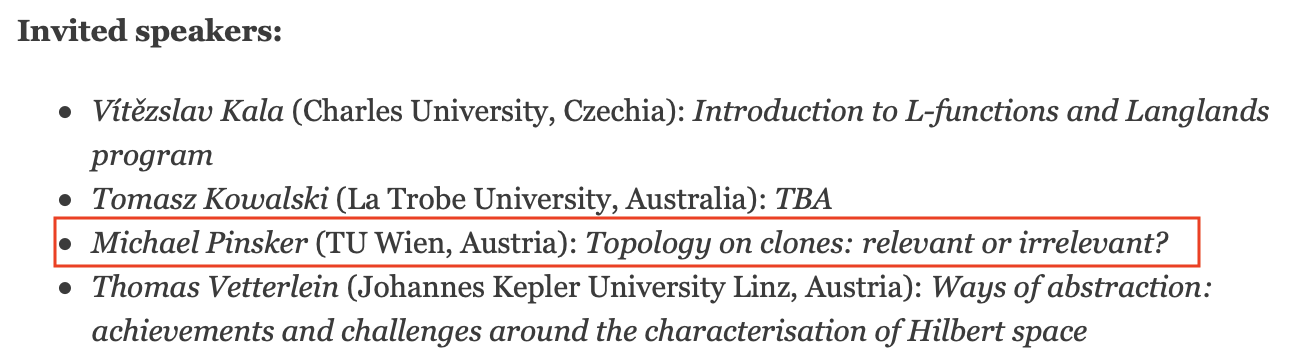 Invited speakers:
• Vítězslav Kala (Charles University, Czechia): Introduction to L-functions and Langlands
program
• Tomasz Kowalski (La Trobe University, Australia): TBA
• Michael Pinsker (TU Wien, Austria): Topology on clones: relevant or irrelevant?
• Thomas Vetterlein (Johannes Kepler University Linz, Austria): Ways of abstraction:
achievements and challenges around the characterisation of Hilbert space